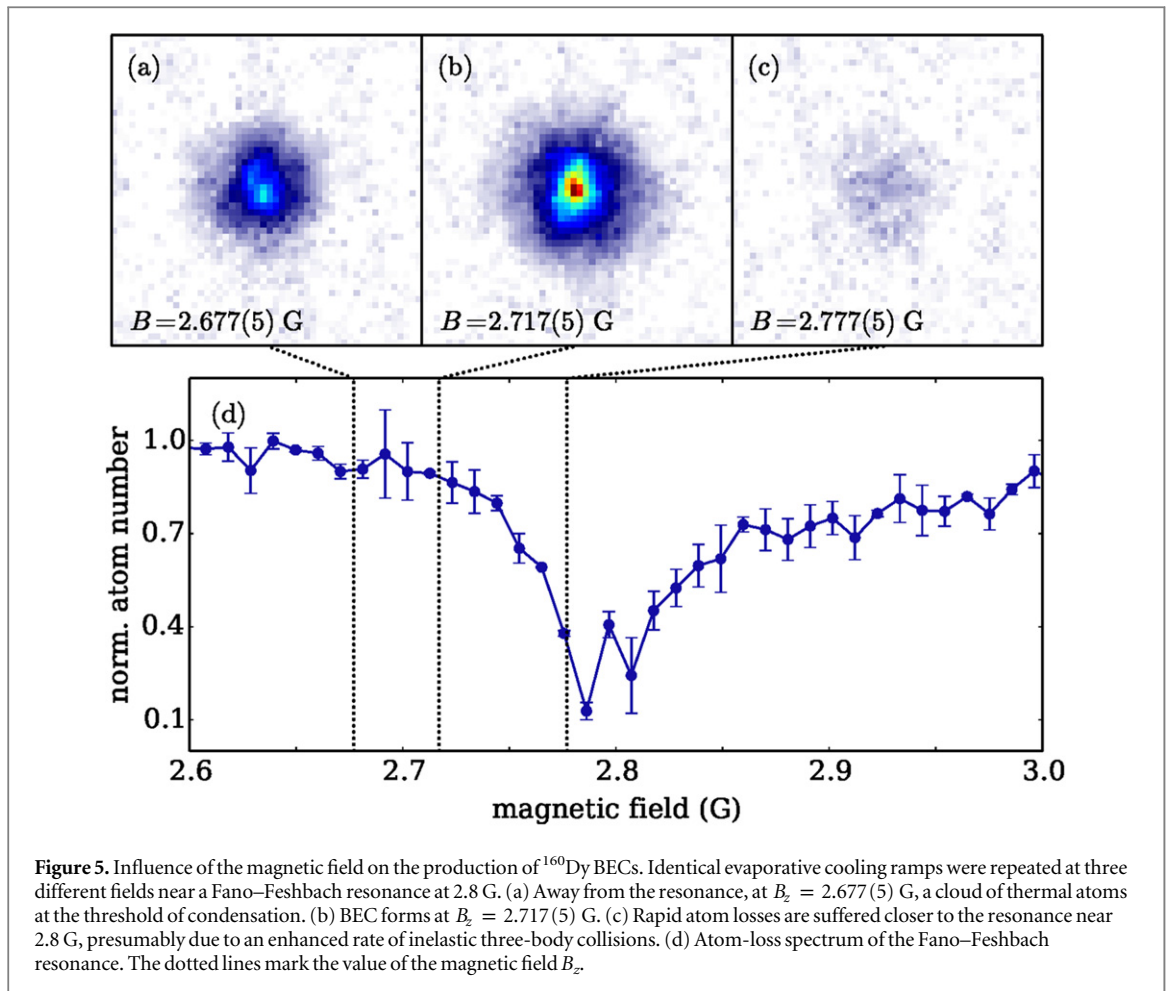 (a)
(b)
(c)
B=2.677(5) G
B=2.717(5) G
B=2.777(5) G
(d)
norm. atom number
1.0
0.7
0.4
0.1
2.6
2.7
2.8
2.9
3.0
magnetic field (G)
Figure 5. Influence of the magnetic field on the production of ¹⁶⁰Dy BECs. Identical evaporative cooling ramps were repeated at three
different fields near a Fano–Feshbach resonance at 2.8 G. (a) Away from the resonance, at B_z = 2.677(5) G, a cloud of thermal atoms
at the threshold of condensation. (b) BEC forms at B_z = 2.717(5) G. (c) Rapid atom losses are suffered closer to the resonance near
2.8 G, presumably due to an enhanced rate of inelastic three-body collisions. (d) Atom-loss spectrum of the Fano–Feshbach
resonance. The dotted lines mark the value of the magnetic field B_z.